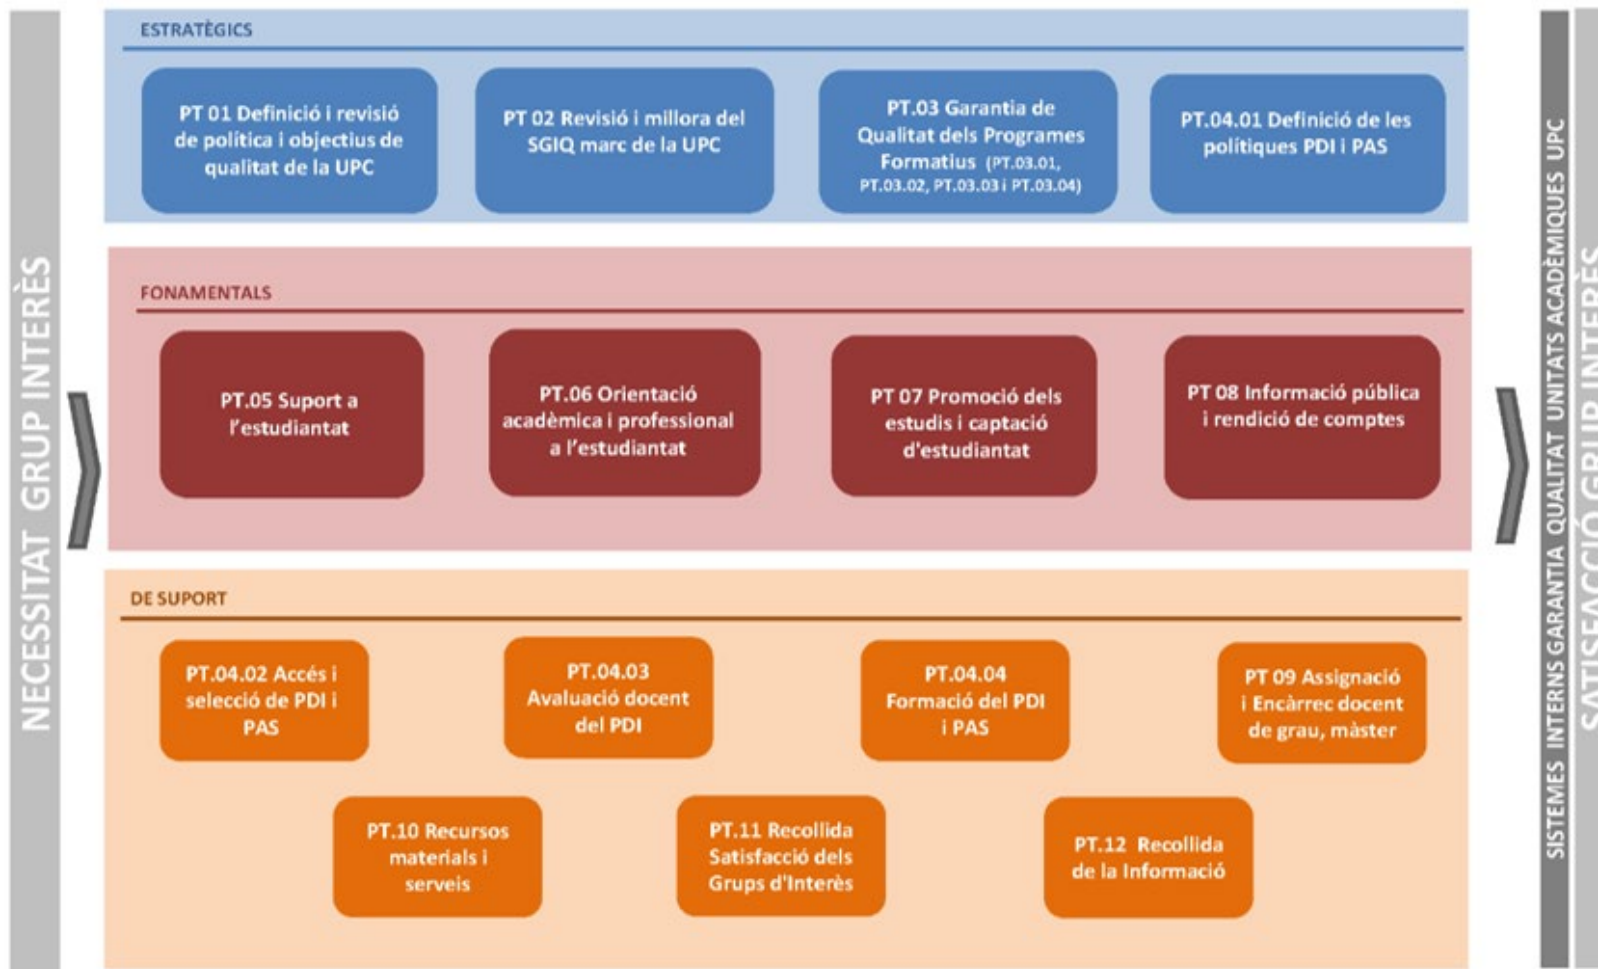 NECESSITAT GRUP INTERÈS
ESTRATÈGICS
PT 01 Definició i revisió
de política i objectius de
qualitat de la UPC
PT 02 Revisió i millora del
SGIQ marc de la UPC
PT.03 Garantia de
Qualitat dels Programes
Formatius (PT.03.01,
PT.03.02, PT.03.03 i PT.03.04)
PT.04.01 Definició de les
polítiques PDI i PAS
FONAMENTALS
PT.05 Suport a
l'estudiantat
PT.06 Orientació
acadèmica i professional
a l'estudiantat
PT 07 Promoció dels
estudis i captació
d'estudiantat
PT 08 Informació pública
i rendició de comptes
DE SUPORT
PT.04.02 Accés i
selecció de PDI i
PAS
PT.04.03
Avaluació docent
del PDI
PT.04.04
Formació del PDI
i PAS
PT 09 Assignació
i Encàrrec docent
de grau, màster
PT.10 Recursos
materials i
serveis
PT.11 Recollida
Satisfacció dels
Grups d'Interès
PT.12 Recollida
de la Informació
SISTEMES INTERNS GARANTIA QUALITAT UNITATS ACADÈMIQUES UPC
SATISFACCIÓ GRUP INTERÈS